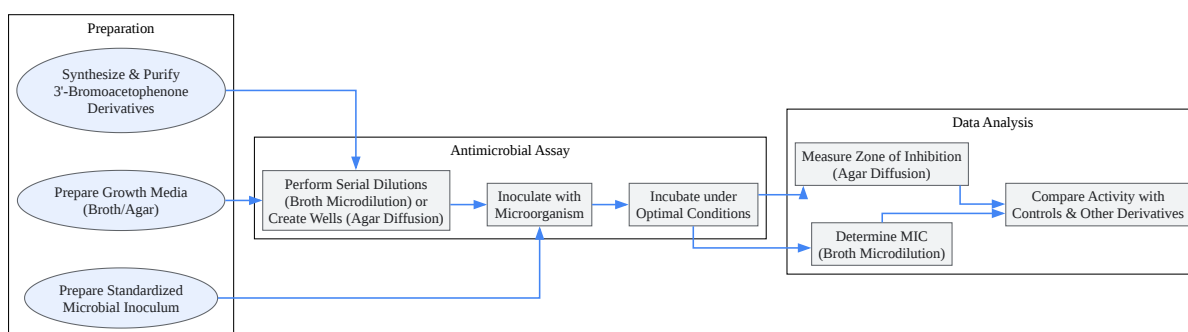 Preparation
Synthesize & Purify
3'-Bromoacetophenone
Derivatives
Prepare Growth Media
(Broth/Agar)
Prepare Standardized
Microbial Inoculum
Antimicrobial Assay
Perform Serial Dilutions
(Broth Microdilution) or
Create Wells (Agar Diffusion)
Inoculate with
Microorganism
Incubate under
Optimal Conditions
Data Analysis
Measure Zone of Inhibition
(Agar Diffusion)
Determine MIC
(Broth Microdilution)
Compare Activity with
Controls & Other Derivatives